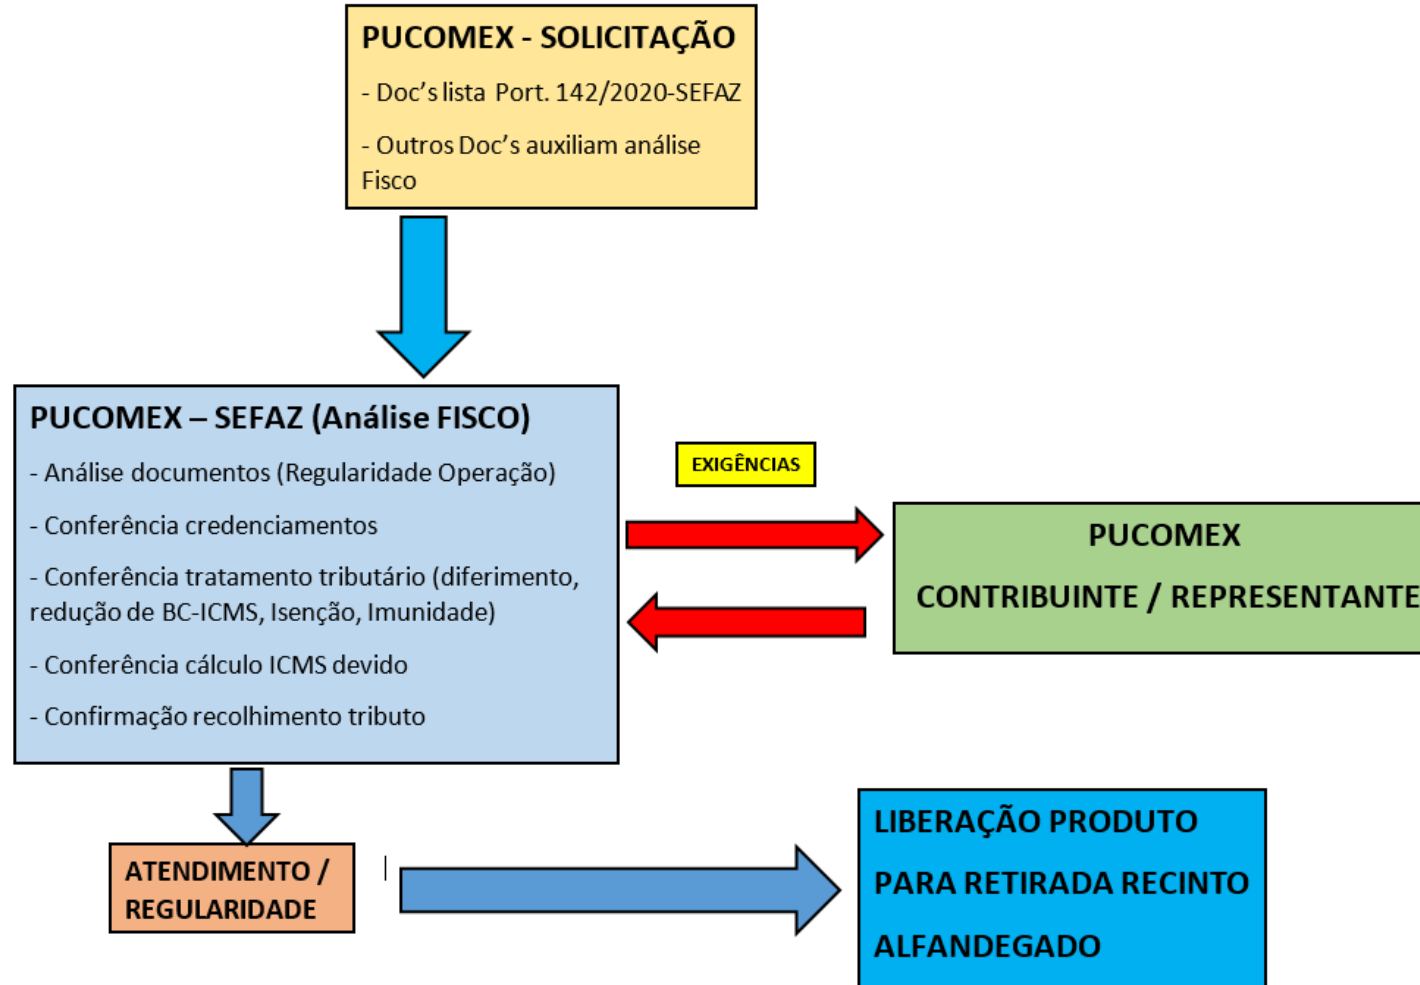 PUCOMEX - SOLICITAÇÃO
- Doc’s lista Port. 142/2020-SEFAZ
- Outros Doc’s auxiliam análise
Fisco
PUCOMEX – SEFAZ (Análise FISCO)
- Análise documentos (Regularidade Operação)
- Conferência credenciamentos
- Conferência tratamento tributário (diferimento,
redução de BC-ICMS, Isenção, Imunidade)
- Conferência cálculo ICMS devido
- Confirmação recolhimento tributo
EXIGÊNCIAS
PUCOMEX
CONTRIBUINTE / REPRESENTANTE
ATENDIMENTO /
REGULARIDADE
LIBERAÇÃO PRODUTO
PARA RETIRADA RECINTO
ALFANDEGADO